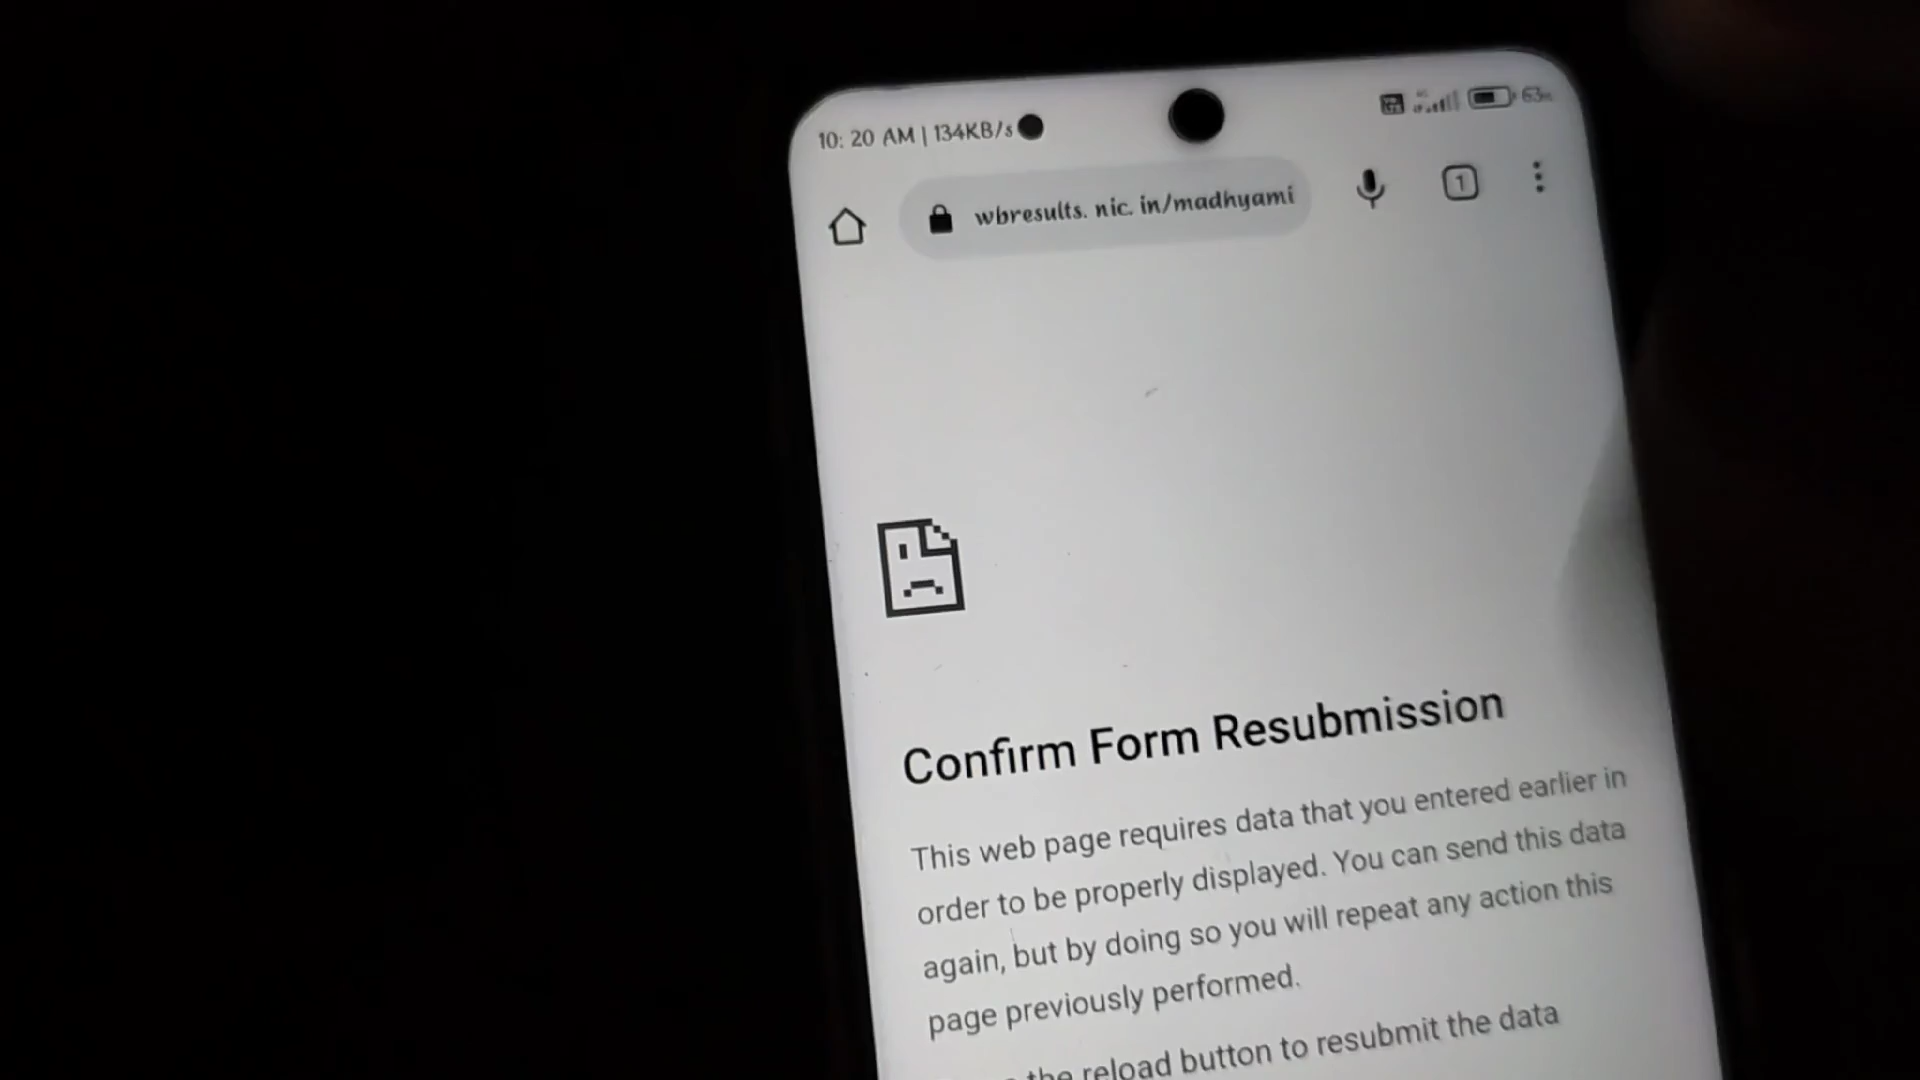 10: 20 AM | 134KB/s
63%
wbresults. nic. in/madhyami
1
Confirm Form Resubmission
This web page requires data that you entered earlier in
order to be properly displayed. You can send this data
again, but by doing so you will repeat any action this
page previously performed.
the reload button to resubmit the data